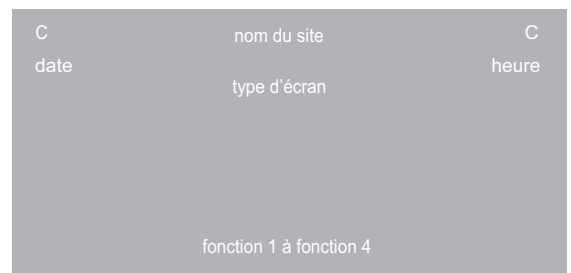 C nom du site C
date heure
type d’écran
fonction 1 à fonction 4